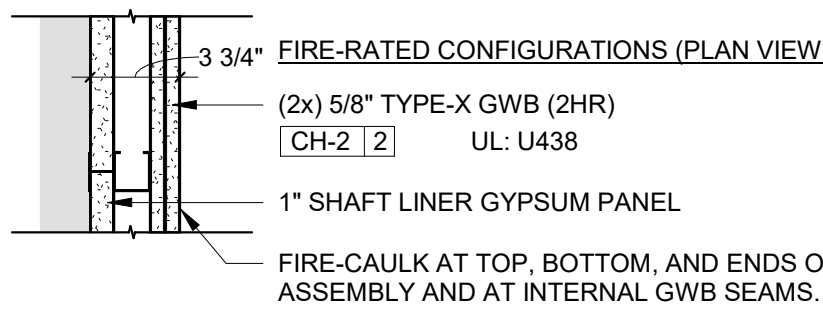 3 3/4" FIRE-RATED CONFIGURATIONS (PLAN VIEW
(2x) 5/8" TYPE-X GWB (2HR)
CH-2 2 UL: U438
1" SHAFT LINER GYPSUM PANEL
FIRE-CAULK AT TOP, BOTTOM, AND ENDS O
ASSEMBLY AND AT INTERNAL GWB SEAMS.